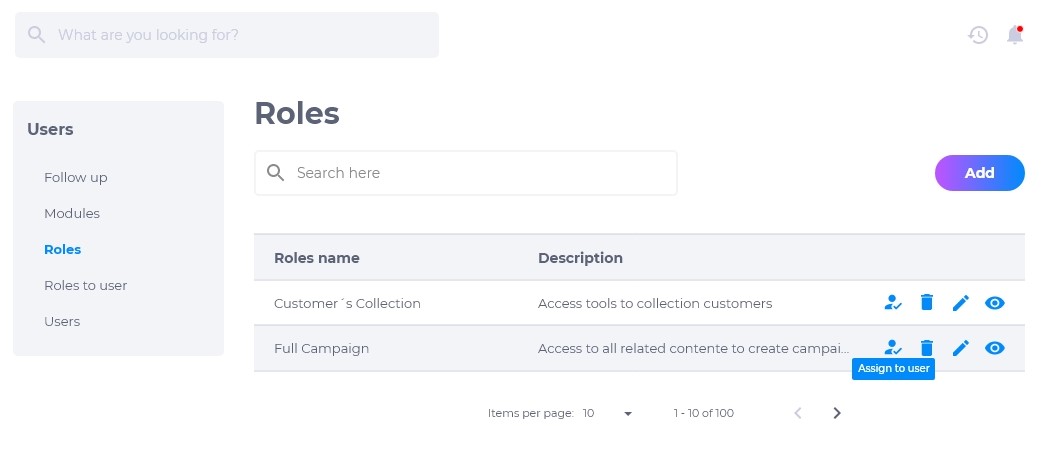 What are you looking for?
Users
Follow up
Modules
Roles
Roles to user
Users
Roles
Search here
Add
Roles name Description
Customer´s Collection Access tools to collection customers
Full Campaign Access to all related contente to create campai...
Assign to user
Items per page: 10 1 - 10 of 100